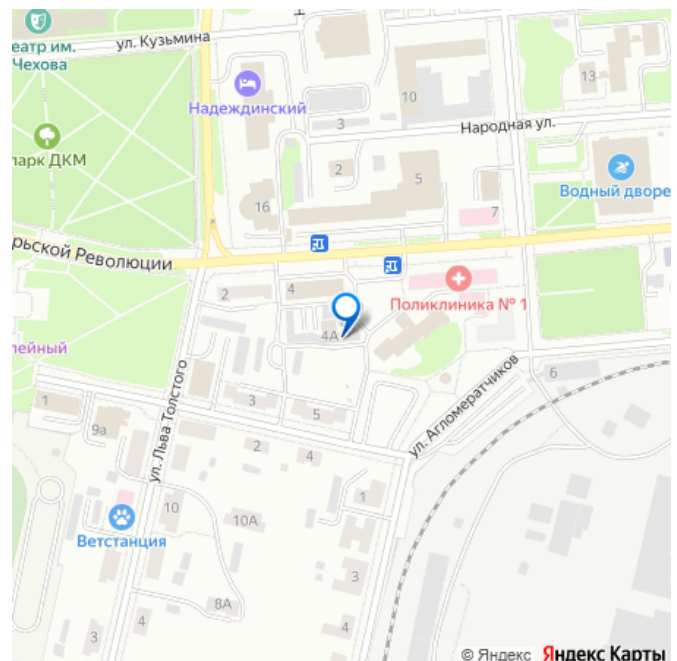 еатр им.
Чехова
ул. Кузьмина
Надеждинский
10
13
3
Народная ул.
парк ДКМ
2
5
Водный дворе
16
7
рьской Революции
2
4
Поликлиника № 1
4А
лейный
ул. Льва Толстого
ул. Агломератчиков
6
1
3
5
9а
2
4
1
10
10А
Ветстанция
3
8А
4
3
4
© Яндекс Яндекс Карты